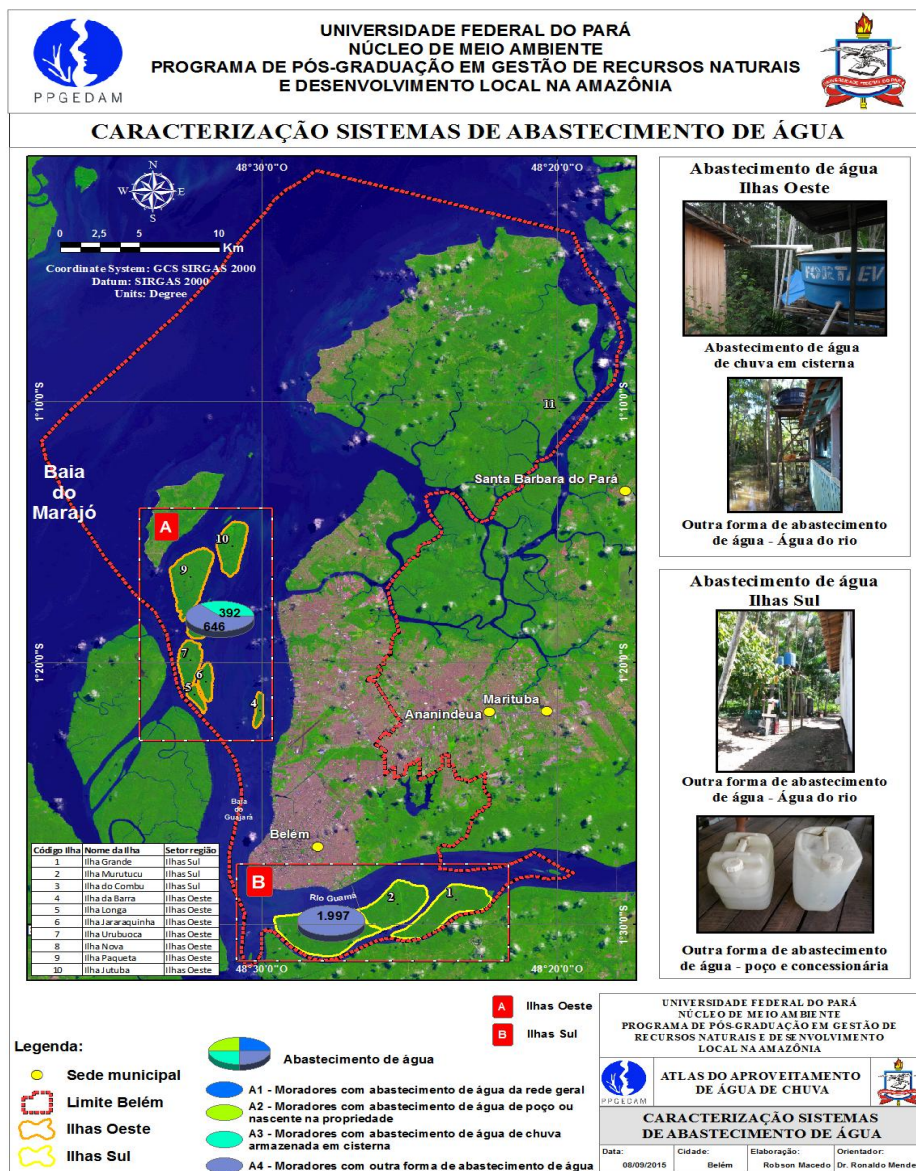 UNIVERSIDADE FEDERAL DO PARÁ
NÚCLEO DE MEIO AMBIENTE
PROGRAMA DE PÓS-GRADUAÇÃO EM GESTÃO DE RECURSOS NATURAIS
E DESENVOLVIMENTO LOCAL NA AMAZÔNIA
PPGEDAM
CARACTERIZAÇÃO SISTEMAS DE ABASTECIMENTO DE ÁGUA
48°30'0"O
48°20'0"O
N
W
E
S
0 2,5 5 10
Km
Coordinate System: GCS SIRGAS 2000
Datum: SIRGAS 2000
Units: Degree
1°10'0"S
1°10'0"S
11
Baia
do
Marajó
Santa Barbara do Pará
A
10
9
392
646
7
6
5
4
1°20'0"S
1°20'0"S
Marituba
Ananindeua
Baia
do
Guajará
Belém
Código Ilha Nome da Ilha Setor região
1 Ilha Grande Ilhas Sul
2 Ilha Murutucu Ilhas Sul
3 Ilha do Combu Ilhas Sul
4 Ilha da Barra Ilhas Oeste
5 Ilha Longa Ilhas Oeste
6 Ilha Jararaquinha Ilhas Oeste
7 Ilha Urubuoca Ilhas Oeste
8 Ilha Nova Ilhas Oeste
9 Ilha Paqueta Ilhas Oeste
10 Ilha Jutuba Ilhas Oeste
B
Rio Guamá
2
1
1.997
1°30'0"S
48°30'0"O
48°20'0"O
Abastecimento de água
Ilhas Oeste
FORTLEV
Abastecimento de água
de chuva em cisterna
Outra forma de abastecimento
de água - Água do rio
Abastecimento de água
Ilhas Sul
Outra forma de abastecimento
de água - Água do rio
Outra forma de abastecimento
de água - poço e concessionária
Legenda:
Sede municipal
Limite Belém
Ilhas Oeste
Ilhas Sul
Abastecimento de água
A1 - Moradores com abastecimento de água da rede geral
A2 - Moradores com abastecimento de água de poço ou
nascente na propriedade
A3 - Moradores com abastecimento de água de chuva
armazenada em cisterna
A4 - Moradores com outra forma de abastecimento de água
A Ilhas Oeste
B Ilhas Sul
UNIVERSIDADE FEDERAL DO PARÁ
NÚCLEO DE MEIO AMBIENTE
PROGRAMA DE PÓS-GRADUAÇÃO EM GESTÃO DE
RECURSOS NATURAIS E DESENVOLVIMENTO
LOCAL NA AMAZÔNIA
PPGEDAM
ATLAS DO APROVEITAMENTO
DE ÁGUA DE CHUVA
CARACTERIZAÇÃO SISTEMAS
DE ABASTECIMENTO DE ÁGUA
Data: Cidade: Elaboração: Orientador:
08/09/2015 Belém Robson Macedo Dr. Ronaldo Mendes